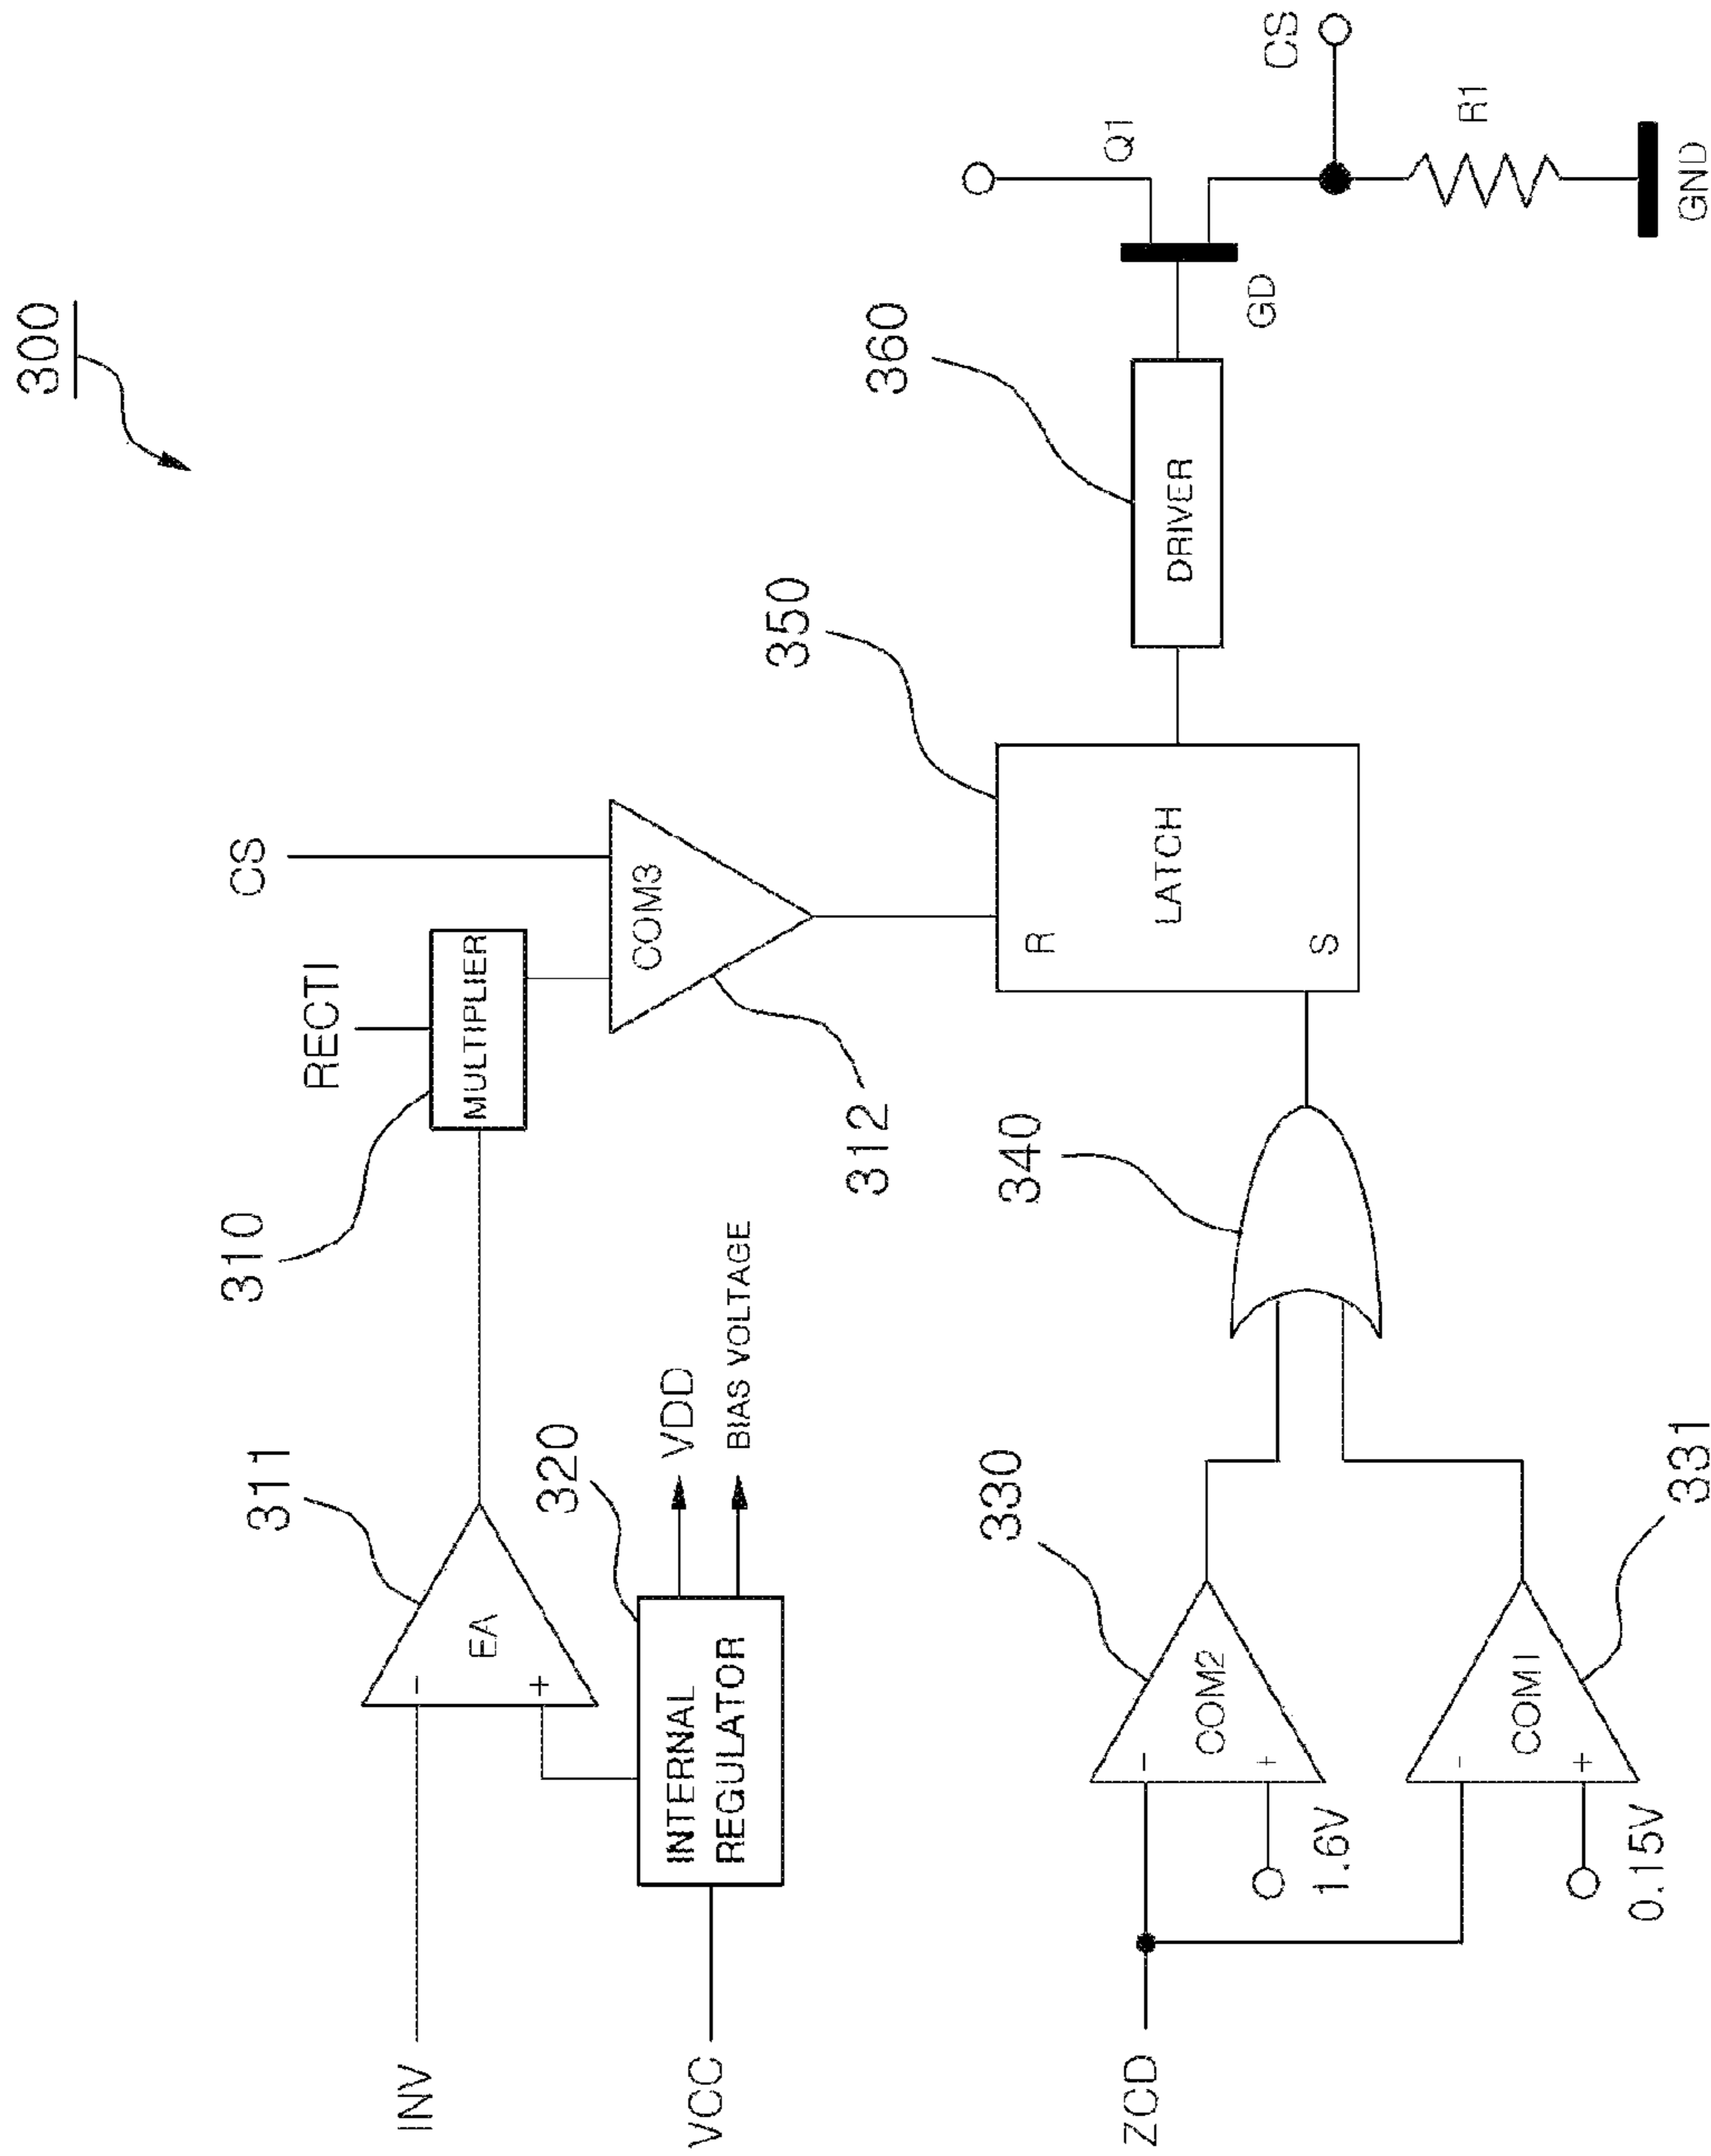 300
INV
-
+
EA
311
310
RECTI
MULTIPLIER
CS
COM3
312
VCC
INTERNAL
REGULATOR
320
VDD
BIAS VOLTAGE
350
R
S
LATCH
360
DRIVER
Q1
GD
CS
R1
GND
ZCD
-
+
COM2
330
1.6V
-
+
COM1
331
0.15V
340